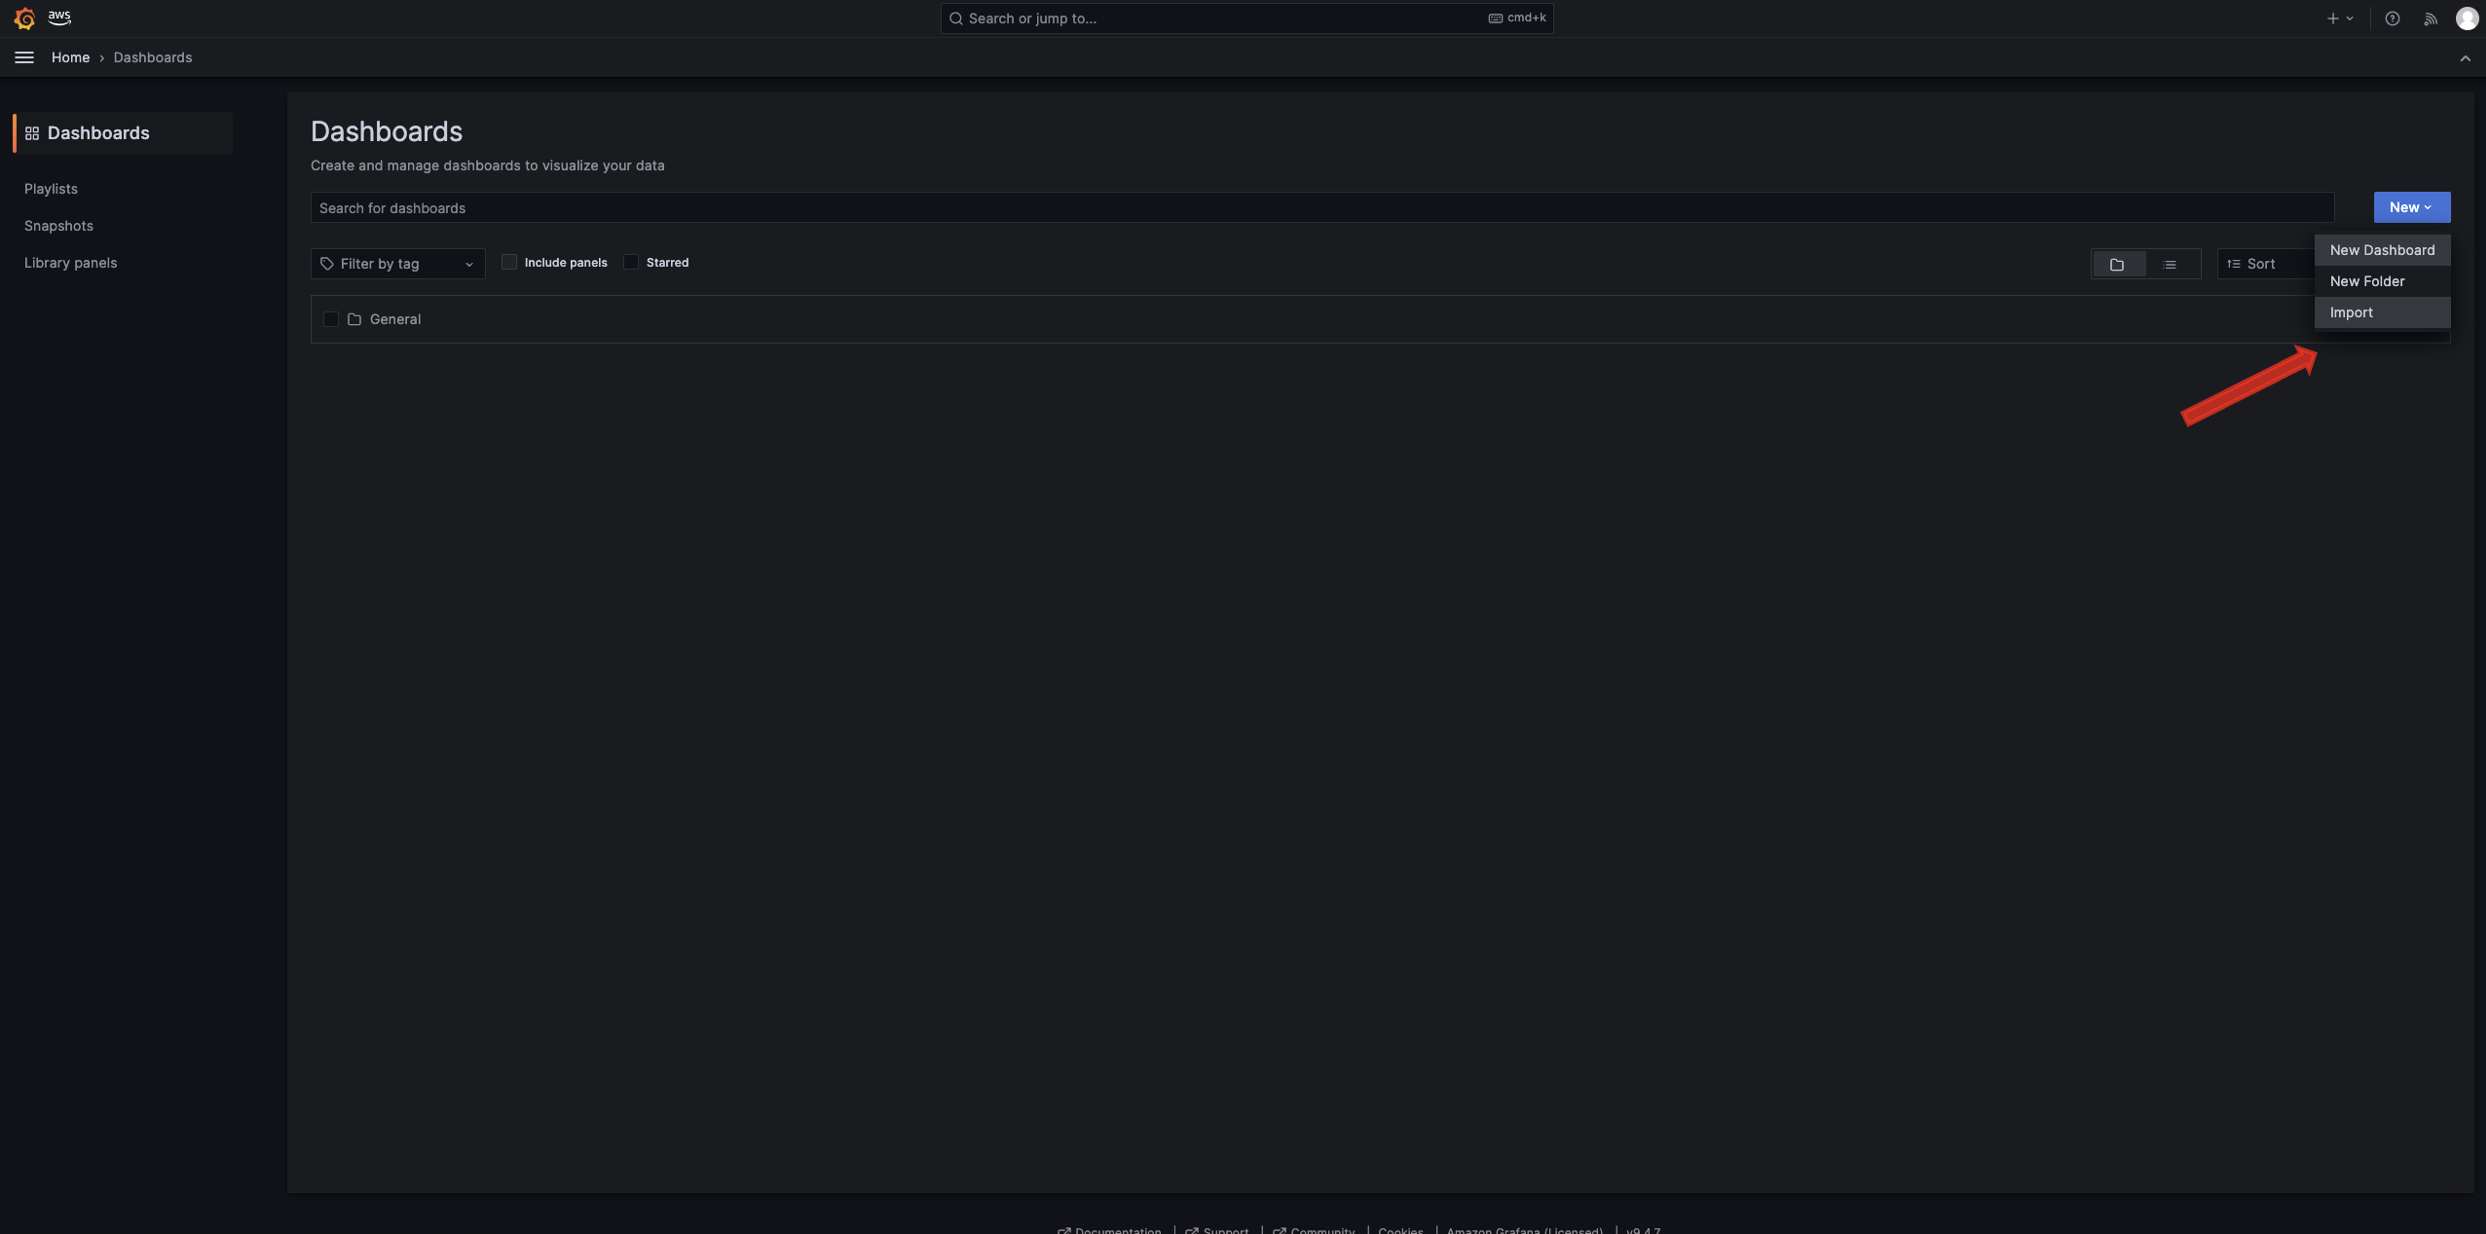 aws
Search or jump to...
cmd+k
Home
Dashboards
Dashboards
Playlists
Snapshots
Library panels
Dashboards
Create and manage dashboards to visualize your data
Search for dashboards
New
Filter by tag
Include panels
Starred
Sort
New Dashboard
New Folder
Import
General
Documentation | Support | Community | Cookies | Amazon Grafana (Licensed) | v9.4.7